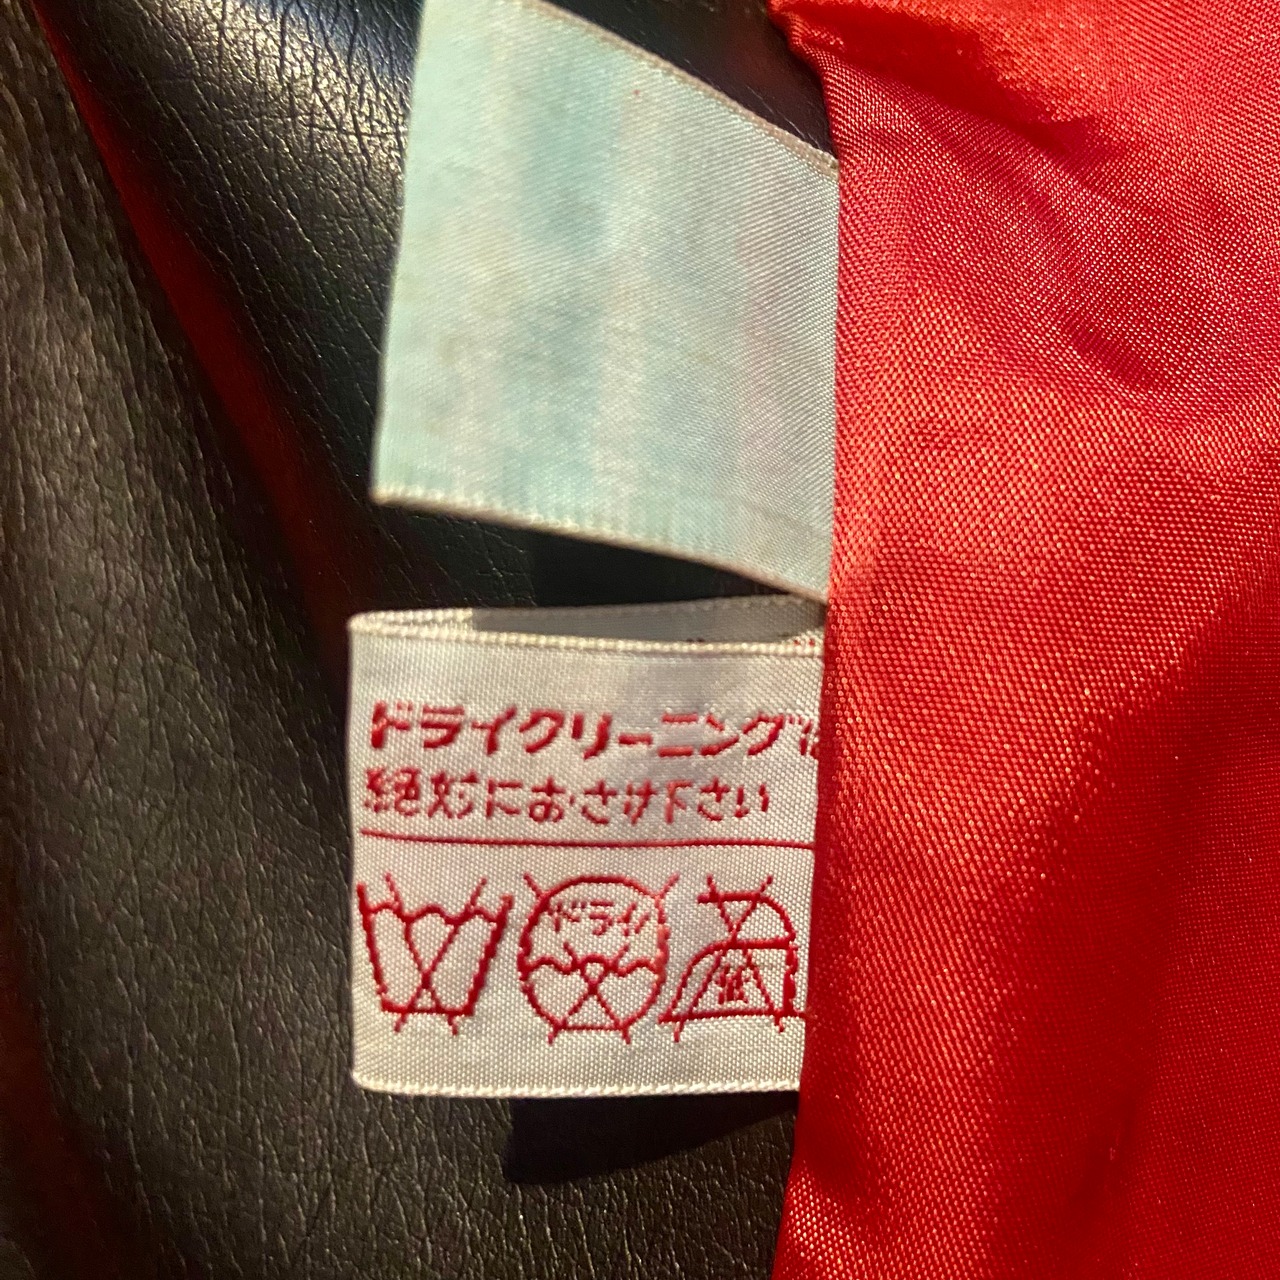 ドライクリーニングは
絶対におさけ下さい
ドライ